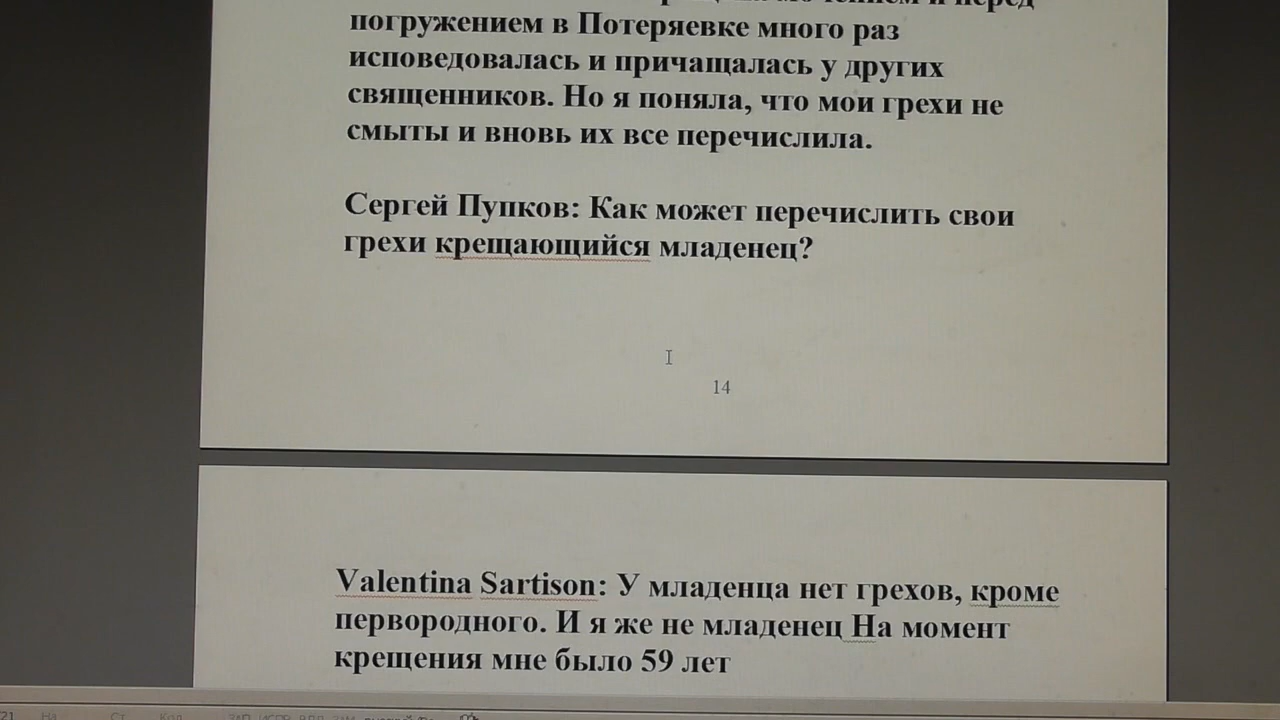 погружением в Потеряевке много раз
исповедовалась и причащалась у других
священников. Но я поняла, что мои грехи не
смыты и вновь их все перечислила.
Сергей Пупков: Как может перечислить свои
грехи крещающийся младенец?
14
Valentina Sartison: У младенца нет грехов, кроме
первородного. И я же не младенец На момент
крещения мне было 59 лет
21